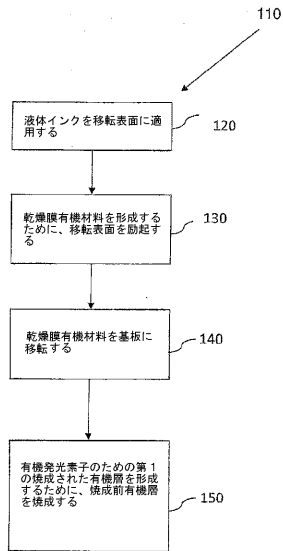 110
液体インクを移転表面に適
用する
120
乾燥膜有機材料を形成する
ために、移転表面を励起す
る
130
乾燥膜有機材料を基板に
移転する
140
有機発光素子のための第1
の焼成された有機層を形成
するために、焼成前有機層
を焼成する
150